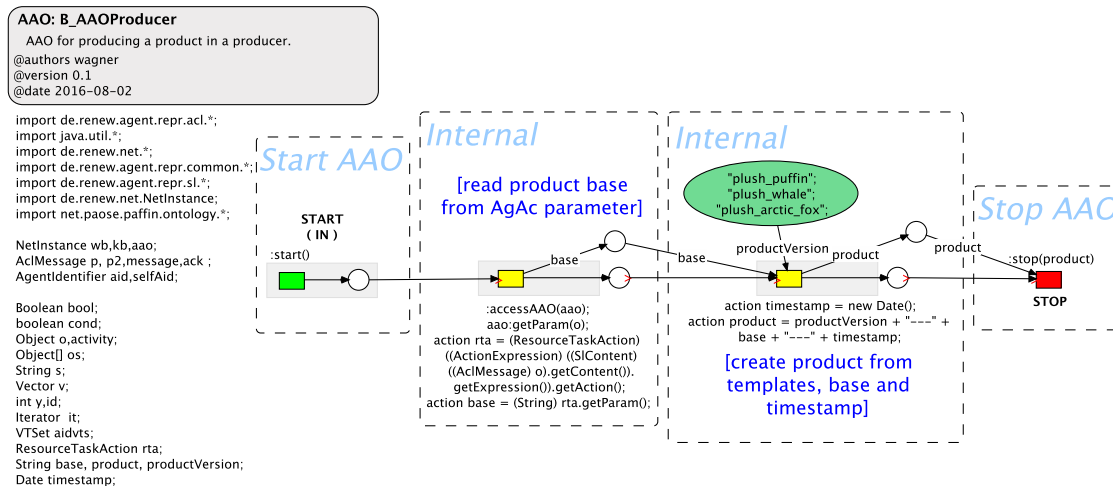 AAO: B_AAOProducer
AAO for producing a product in a producer.
@authors wagner
@version 0.1
@date 2016-08-02
import de.renew.agent.repr.acl.*;
import java.util.*;
import de.renew.net.*;
import de.renew.agent.repr.common.*;
import de.renew.agent.repr.sl.*;
import de.renew.net.NetInstance;
import net.paose.paffin.ontology.*;
NetInstance wb,kb,aao;
AclMessage p, p2,message,ack ;
AgentIdentifier aid,selfAid;
Boolean bool;
boolean cond;
Object o,activity;
Object[] os;
String s;
Vector v;
int y,id;
Iterator  it;
VTSet aidvts;
ResourceTaskAction rta;
String base, product, productVersion;
Date timestamp;
Start AAO
START
( IN )
:start()
Internal
[read product base
from AgAc parameter]
base
base
:accessAAO(aao);
aao:getParam(o);
action rta = (ResourceTaskAction)
((ActionExpression) ((SlContent)
((AclMessage) o).getContent()).
getExpression()).getAction();
action base = (String) rta.getParam();
Internal
"plush_puffin";
"plush_whale";
"plush_arctic_fox";
productVersion
product
product
action timestamp = new Date();
action product = productVersion + "---" +
base + "---" + timestamp;
[create product from
templates, base and
timestamp]
Stop AAO
:stop(product)
STOP